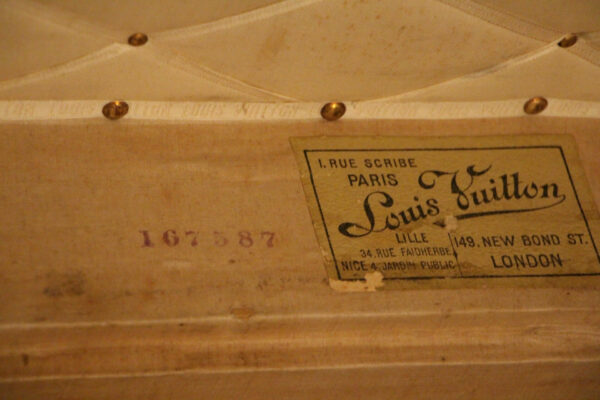 1. RUE SCRIBE
PARIS
Louis Vuitton
LILLE
34. RUE FAIDHERBE
NICE 4 JARDIN PUBLIC
149. NEW BOND ST.
LONDON
167587